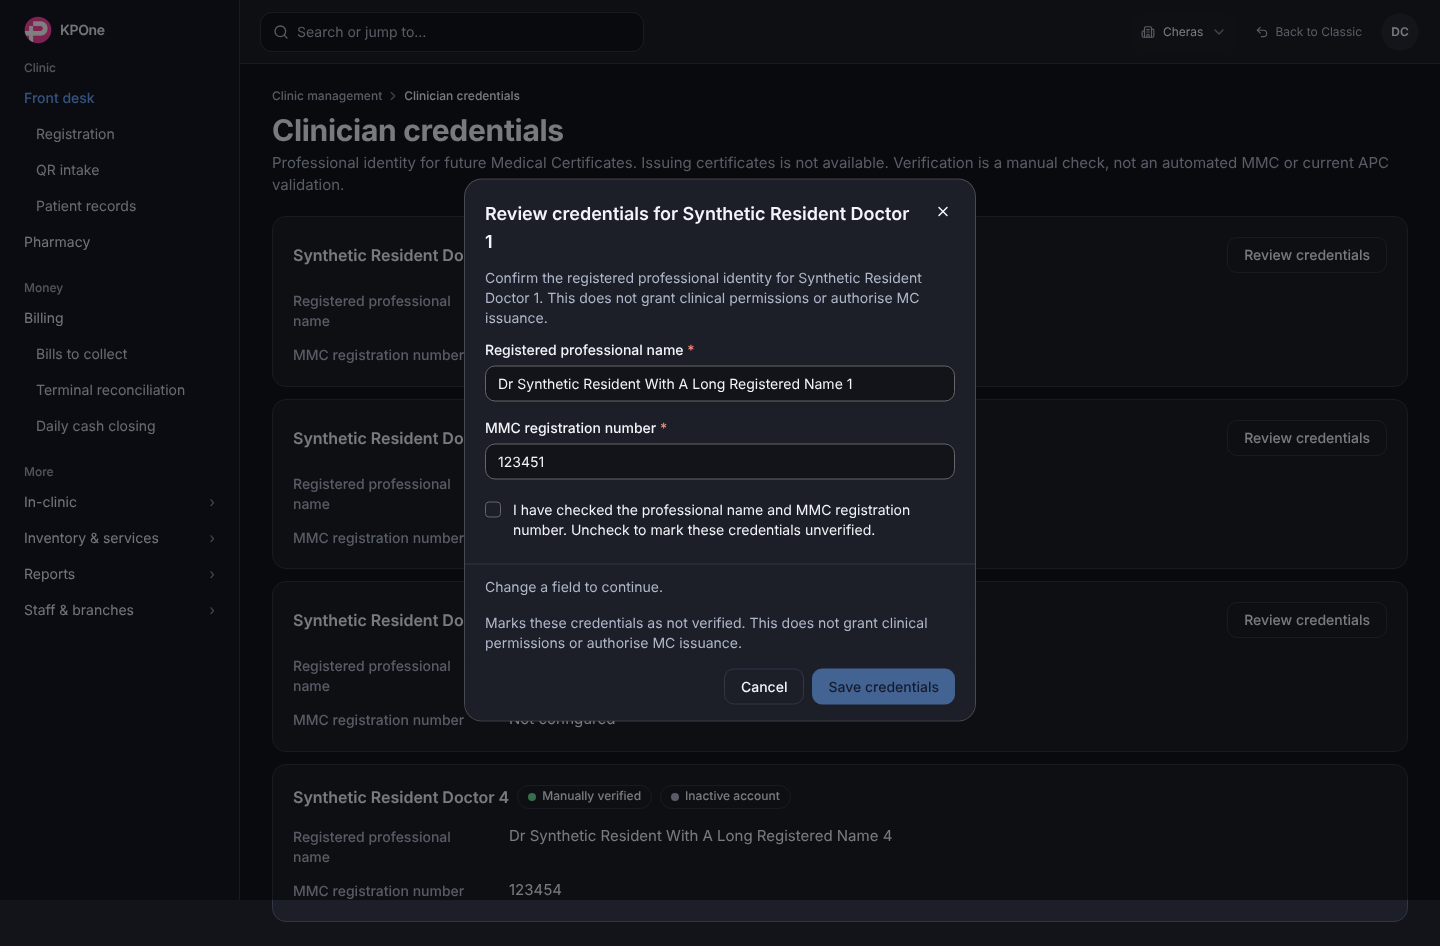 KPOne
Search or jump to...
Cheras
Back to Classic
DC
Clinic
Front desk
Registration
QR intake
Patient records
Pharmacy
Money
Billing
Bills to collect
Terminal reconciliation
Daily cash closing
More
In-clinic
Inventory & services
Reports
Staff & branches
Clinic management > Clinician credentials
Clinician credentials
Professional identity for future Medical Certificates. Issuing certificates is not available. Verification is a manual check, not an automated MMC or current APC
validation.
Synthetic Resident Do
Review credentials
Registered professional
name
MMC registration number
Synthetic Resident Do
Review credentials
Registered professional
name
MMC registration number
Synthetic Resident Do
Review credentials
Registered professional
name
MMC registration number
Not configured
Synthetic Resident Doctor 4
Manually verified
Inactive account
Registered professional
name
Dr Synthetic Resident With A Long Registered Name 4
MMC registration number
123454
Review credentials for Synthetic Resident Doctor
1
Confirm the registered professional identity for Synthetic Resident
Doctor 1. This does not grant clinical permissions or authorise MC
issuance.
Registered professional name *
Dr Synthetic Resident With A Long Registered Name 1
MMC registration number *
123451
I have checked the professional name and MMC registration
number. Uncheck to mark these credentials unverified.
Change a field to continue.
Marks these credentials as not verified. This does not grant clinical
permissions or authorise MC issuance.
Cancel
Save credentials